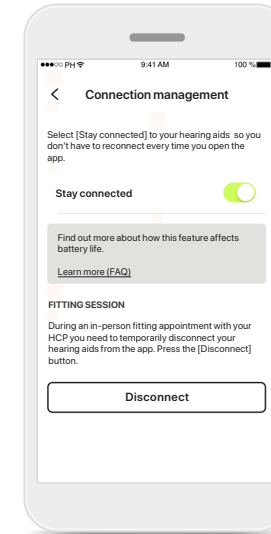 PH 9:41 AM 100 %
Connection management
Select [Stay connected] to your hearing aids so you
don't have to reconnect every time you open the
app.
Stay connected
Find out more about how this feature affects
battery life.
Learn more (FAQ)
FITTING SESSION
During an in-person fitting appointment with your
HCP you need to temporarily disconnect your
hearing aids from the app. Press the [Disconnect]
button.
Disconnect